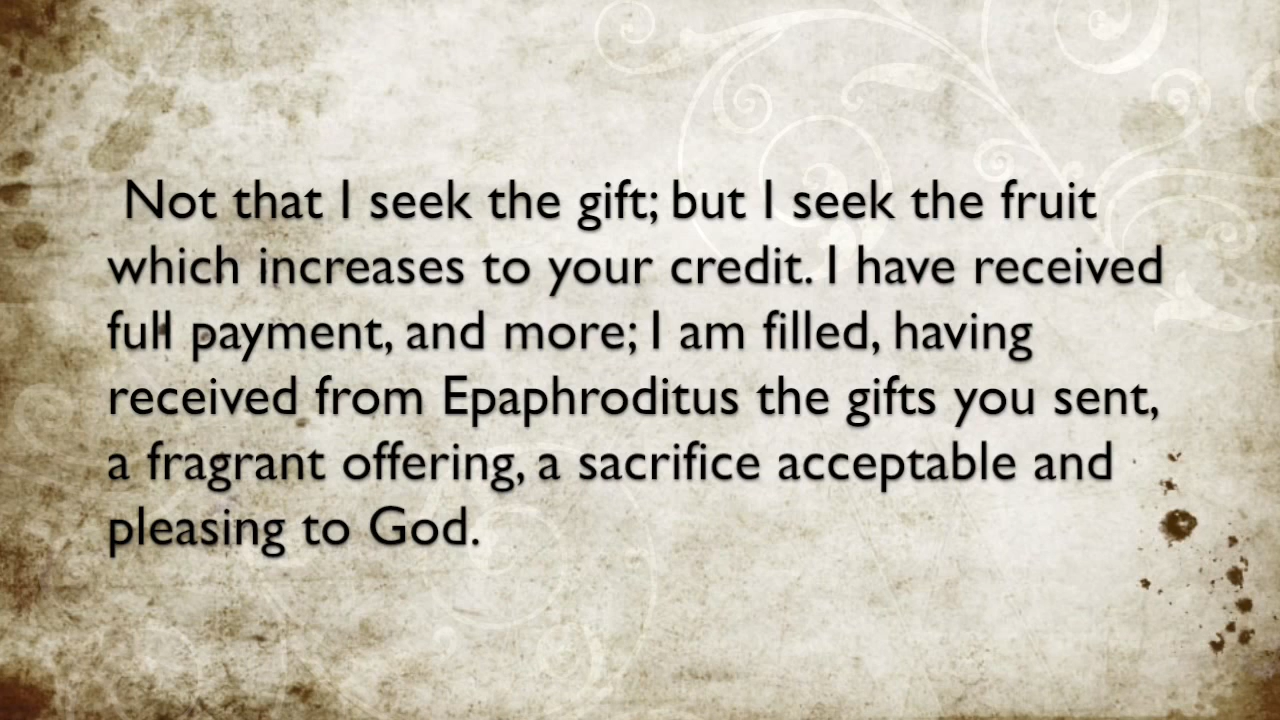 Not that I seek the gift; but I seek the fruit
which increases to your credit. I have received
full payment, and more; I am filled, having
received from Epaphroditus the gifts you sent,
a fragrant offering, a sacrifice acceptable and
pleasing to God.